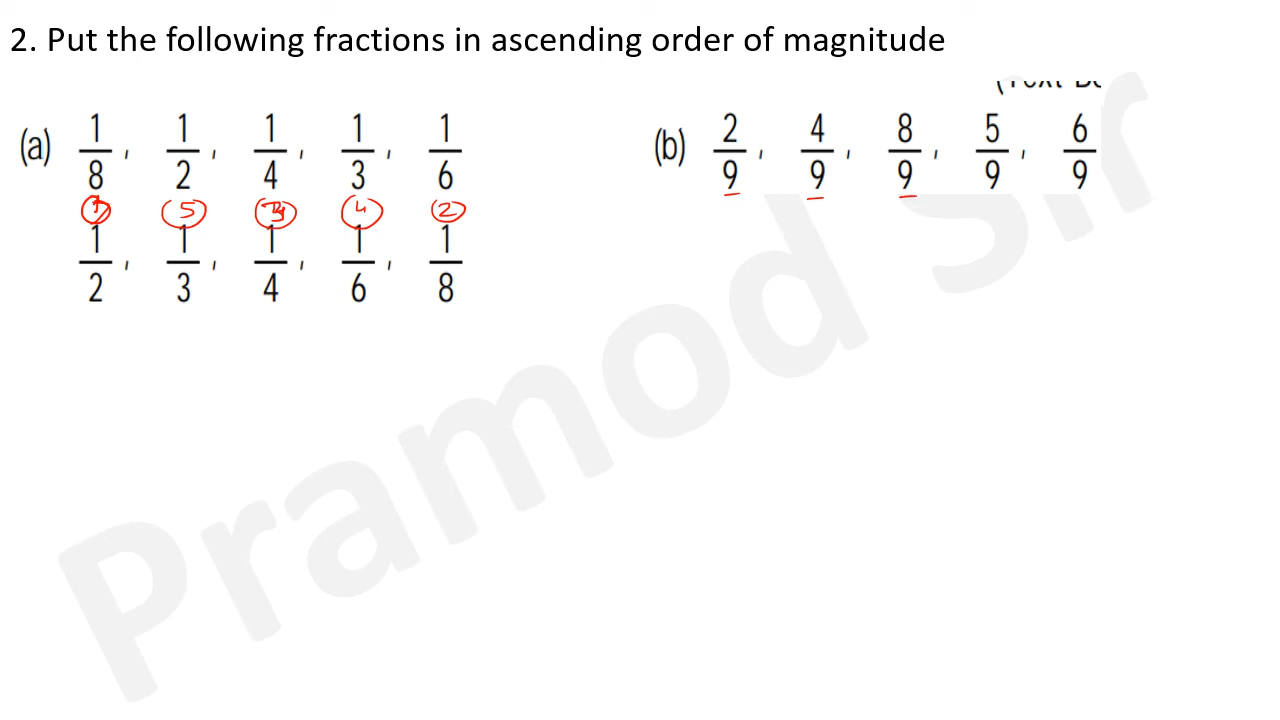 2. Put the following fractions in ascending order of magnitude
(a) 1/8, 1/2, 1/4, 1/3, 1/6
1 5 3 4 2
1/2, 1/3, 1/4, 1/6, 1/8
(b) 2/9, 4/9, 8/9, 5/9, 6/9
Pramod Sir